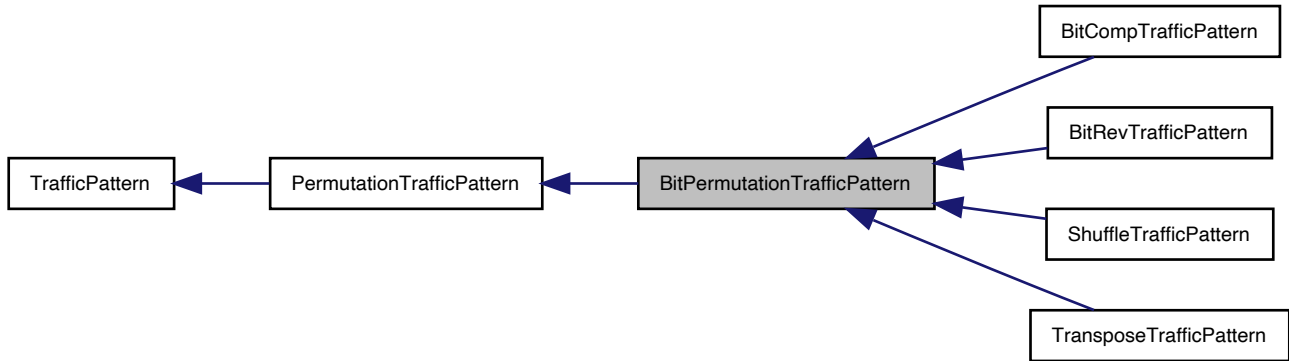 BitCompTrafficPattern
BitRevTrafficPattern
TrafficPattern
PermutationTrafficPattern
BitPermutationTrafficPattern
ShuffleTrafficPattern
TransposeTrafficPattern